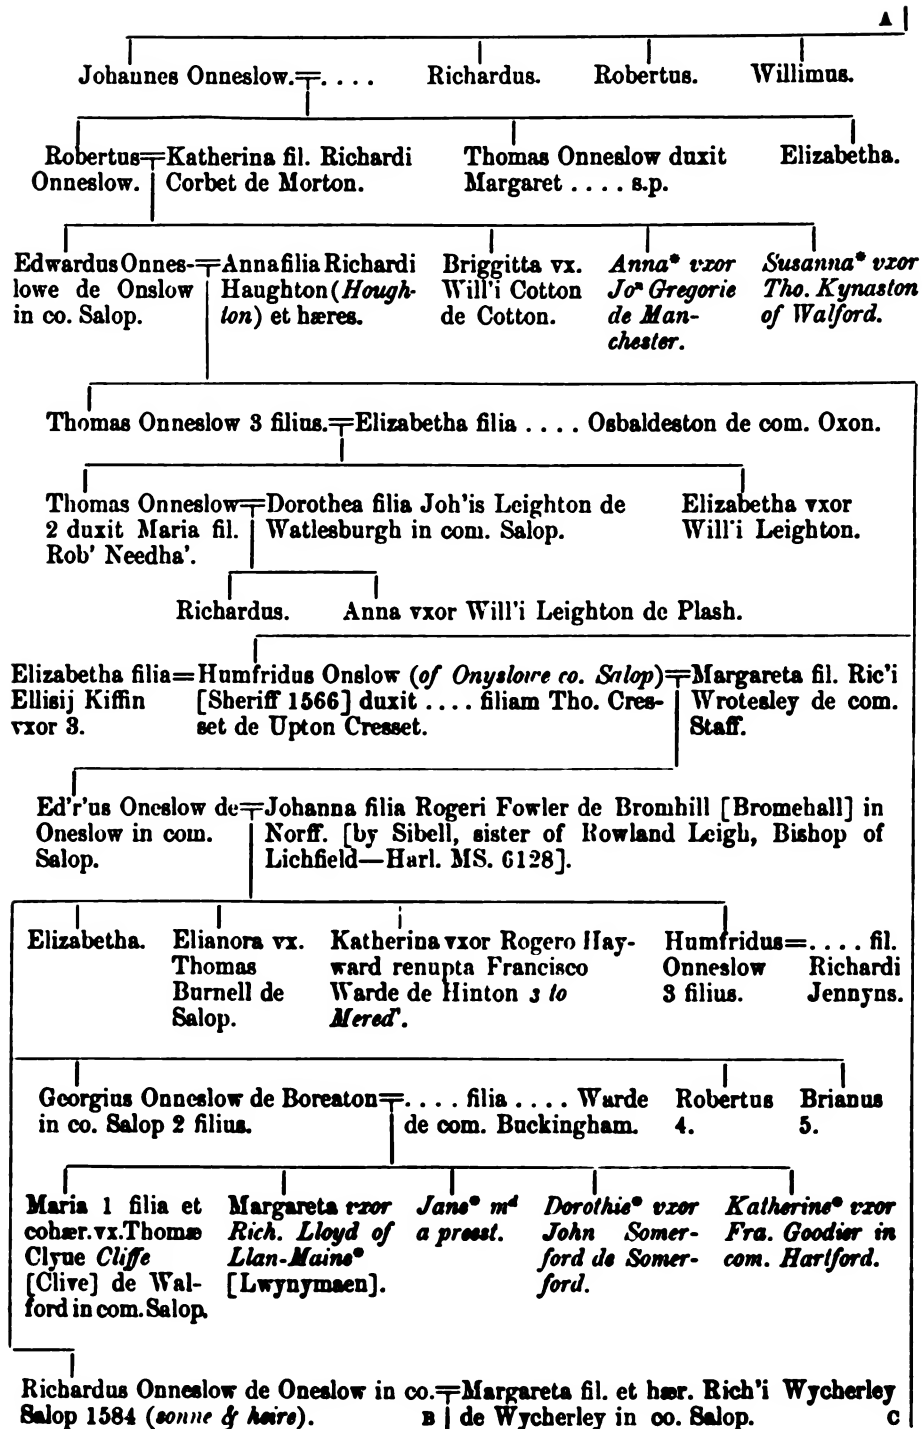 A
Johannes Onneslow. . . . . Richardus. Robertus. Willimus.
Robertus Katherina fil. Richardi Thomas Onneslow duxit Elizabetha.
Onneslow. Corbet de Morton. Margaret . . . . s.p.
Edwardus Onnes- Anna filia Richardi Briggitta vx. Anna* vxor Susanna* vxor
lowe de Onslow Haughton (Hough- Will'i Cotton Joⁿ Gregorie Tho. Kynaston
in co. Salop. ton) et hæres. de Cotton. de Man- of Walford.
chester.
Thomas Onneslow 3 filius. Elizabetha filia . . . . Osbaldeston de com. Oxon.
Thomas Onneslow Dorothea filia Joh'is Leighton de Elizabetha vxor
2 duxit Maria fil. Watlesburgh in com. Salop. Will'i Leighton.
Rob' Needha'.
Richardus. Anna vxor Will'i Leighton de Plash.
Elizabetha filia = Humfridus Onslow (of Onyslowe co. Salop) Margareta fil. Ric'i
Ellisij Kiffin [Sheriff 1566] duxit . . . . filiam Tho. Cres- Wrotesley de com.
vxor 3. set de Upton Cresset. Staff.
Ed'r'us Oneslow de Johanna filia Rogeri Fowler de Bromhill [Bromehall] in
Oneslow in com. Norff. [by Sibell, sister of Rowland Leigh, Bishop of
Salop. Lichfield—Harl. MS. 6128].
Elizabetha. Elianora vx. Katherina vxor Rogero Hay- Humfridus = . . . . fil.
Thomas ward renupta Francisco Onneslow Richardi
Burnell de Warde de Hinton 3 to 3 filius. Jennyns.
Salop. Mered'.
Georgius Onneslow de Boreaton . . . . filia . . . . Warde Robertus Brianus
in co. Salop 2 filius. de com. Buckingham. 4. 5.
Maria 1 filia et Margareta vxor Jane* mᵈ Dorothie* vxor Katherine* vxor
cohær. vx. Thomæ Rich. Lloyd of a preest. John Somer- Fra. Goodier in
Clyue Cliffe Llan-Maine* ford de Somer- com. Hartford.
[Clive] de Wal- [Lwynymaen]. ford.
ford in com. Salop.
Richardus Onneslow de Oneslow in co. Margareta fil. et hær. Rich'i Wycherley
Salop 1584 (sonne & heire). B de Wycherley in co. Salop. C